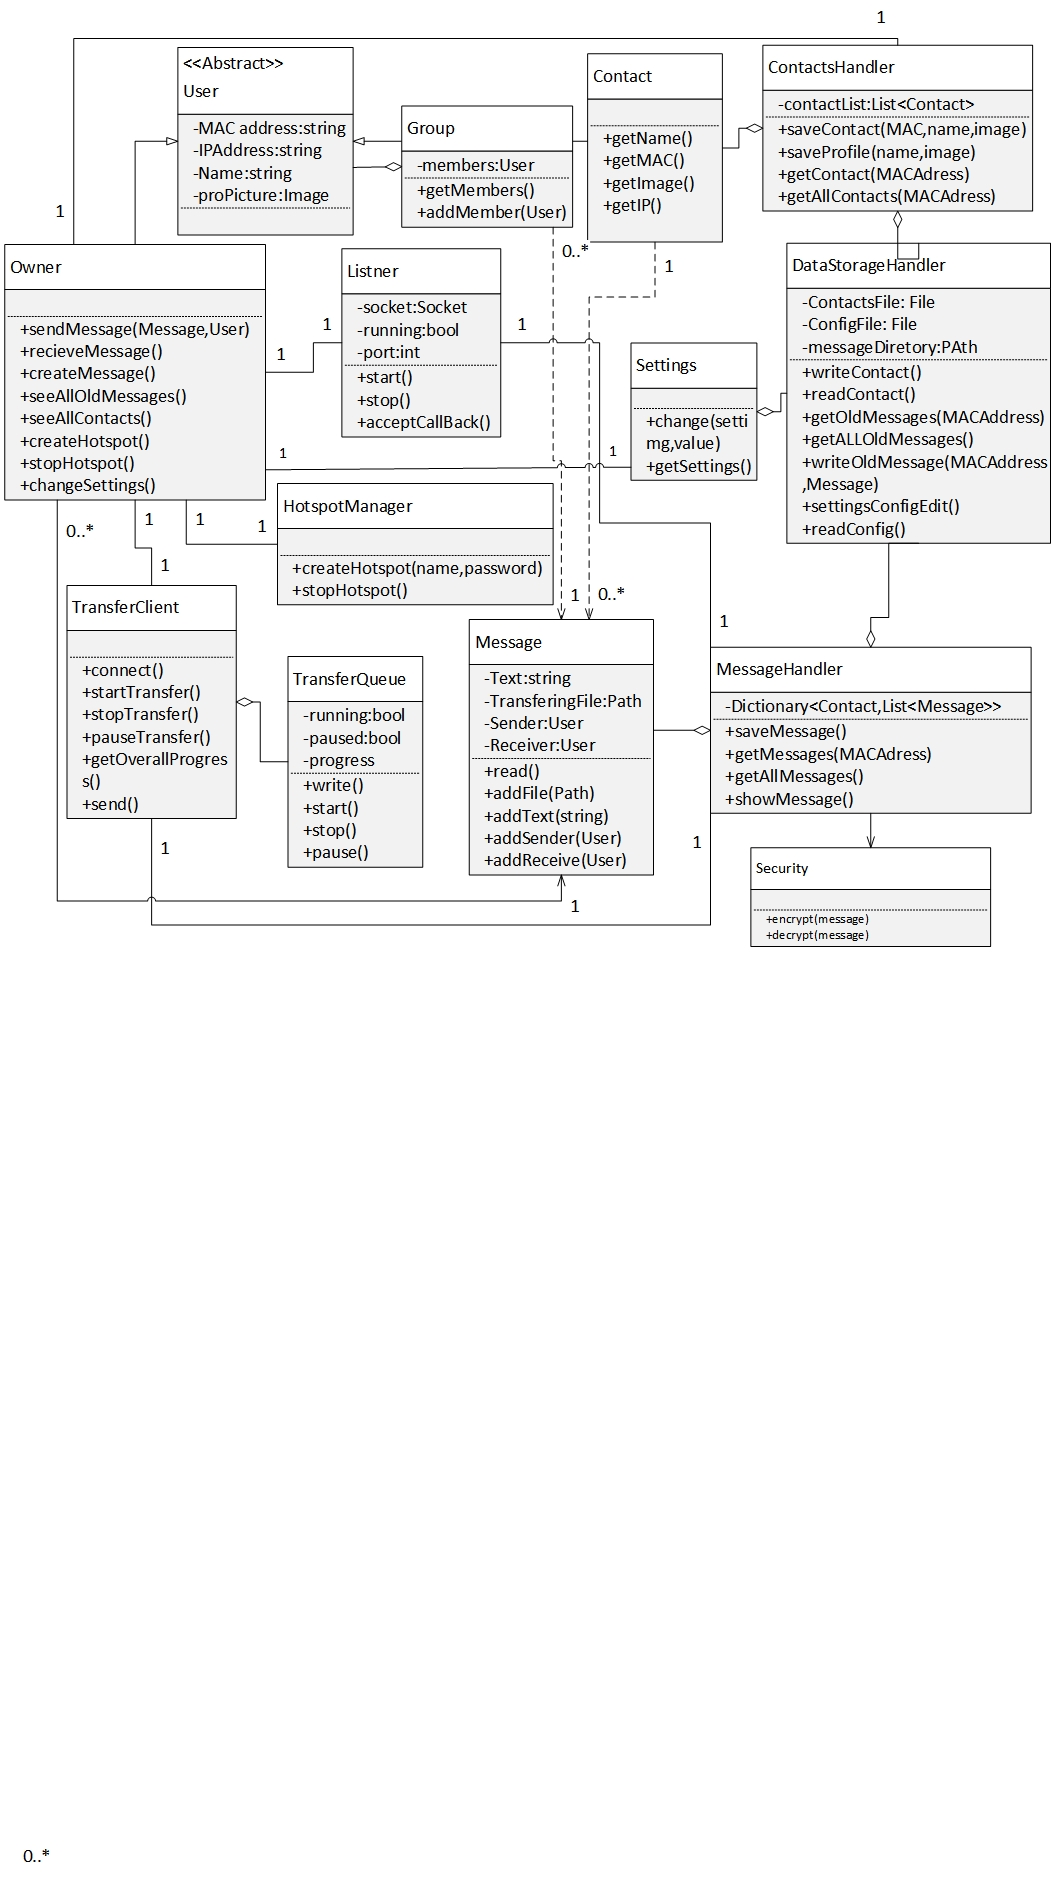 1
<<Abstract>>
User
-MAC address:string
-IPAddress:string
-Name:string
-proPicture:Image
Group
-members:User
+getMembers()
+addMember(User)
Contact
+getName()
+getMAC()
+getImage()
+getIP()
ContactsHandler
-contactList:List<Contact>
+saveContact(MAC,name,image)
+saveProfile(name,image)
+getContact(MACAdress)
+getAllContacts(MACAdress)
1
0..*
1
Owner
+sendMessage(Message,User)
+recieveMessage()
+createMessage()
+seeAllOldMessages()
+seeAllContacts()
+createHotspot()
+stopHotspot()
+changeSettings()
1
1
Listner
-socket:Socket
-running:bool
-port:int
+start()
+stop()
+acceptCallBack()
1
Settings
+change(setti
mg,value)
+getSettings()
DataStorageHandler
-ContactsFile: File
-ConfigFile: File
-messageDiretory:PAth
+writeContact()
+readContact()
+getOldMessages(MACAddress)
+getALLOldMessages()
+writeOldMessage(MACAddress
,Message)
+settingsConfigEdit()
+readConfig()
1
1
0..*
1
1
1
HotspotManager
+createHotspot(name,password)
+stopHotspot()
1
1
0..*
1
TransferClient
+connect()
+startTransfer()
+stopTransfer()
+pauseTransfer()
+getOverallProgres
s()
+send()
TransferQueue
-running:bool
-paused:bool
-progress
+write()
+start()
+stop()
+pause()
Message
-Text:string
-TransferingFile:Path
-Sender:User
-Receiver:User
+read()
+addFile(Path)
+addText(string)
+addSender(User)
+addReceive(User)
MessageHandler
-Dictionary<Contact,List<Message>>
+saveMessage()
+getMessages(MACAdress)
+getAllMessages()
+showMessage()
1
1
1
Security
+encrypt(message)
+decrypt(message)
0..*